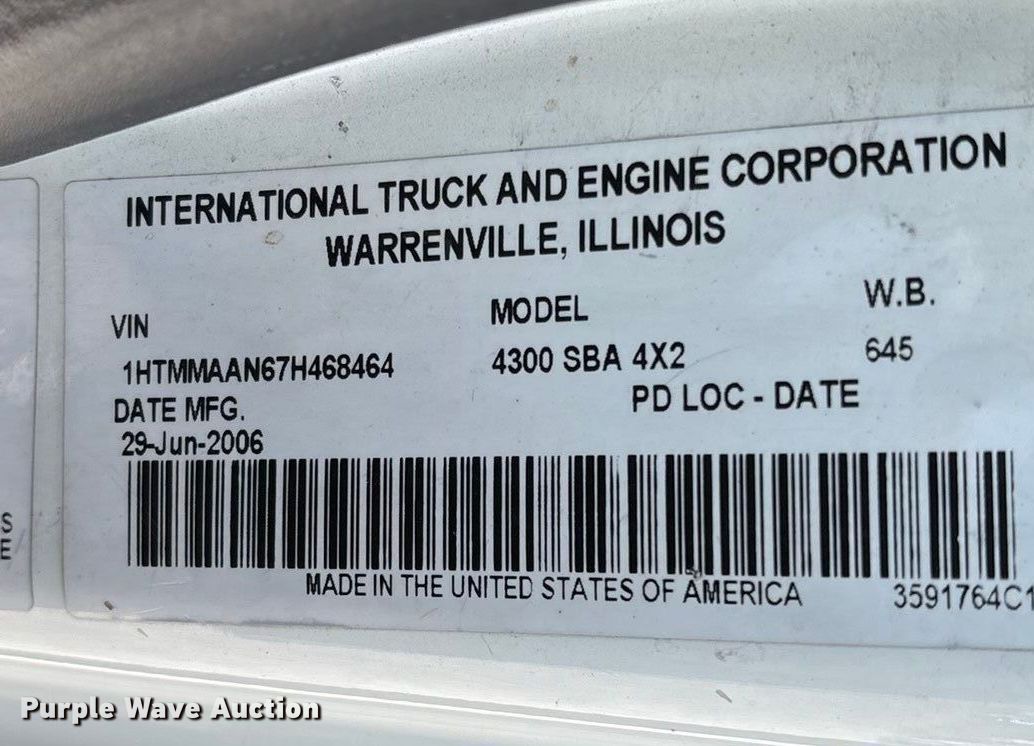 INTERNATIONAL TRUCK AND ENGINE CORPORATION
WARRENVILLE, ILLINOIS
VIN MODEL W.B.
1HTMMAAN67H468464 4300 SBA 4X2 645
DATE MFG. PD LOC - DATE
29-Jun-2006
S
E
MADE IN THE UNITED STATES OF AMERICA 3591764C1
Purple Wave Auction